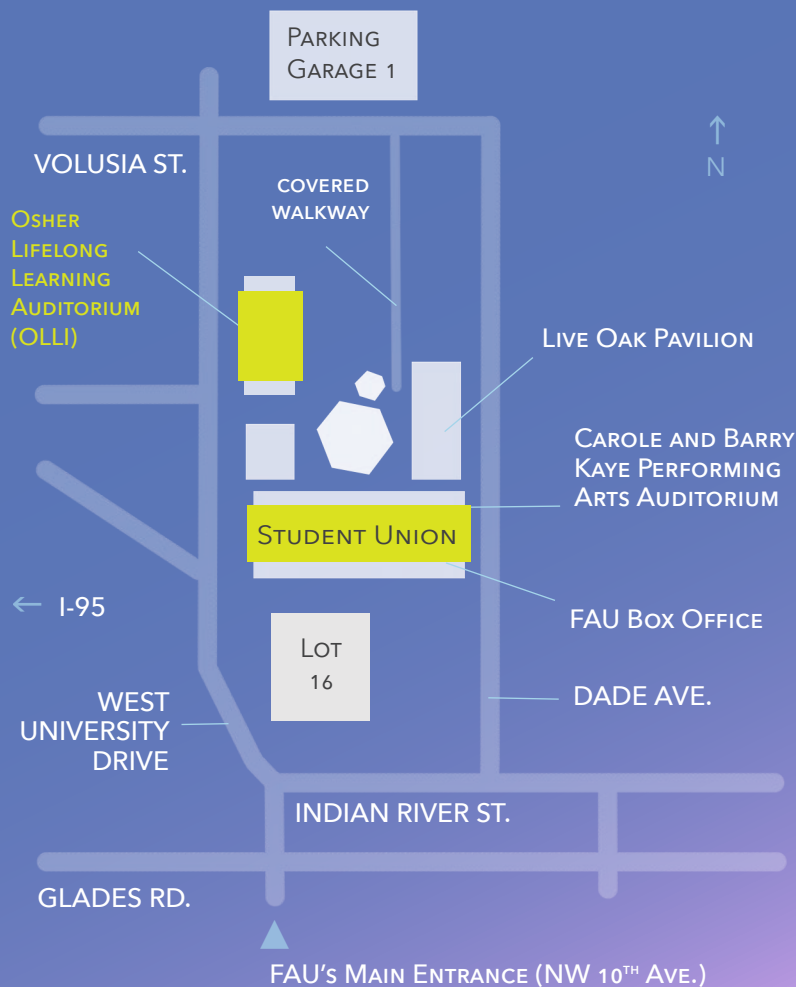 Parking
Garage 1
N
VOLUSIA ST.
covered
walkway
Osher
Lifelong
Learning
Auditorium
(OLLI)
Live Oak Pavilion
Carole and Barry
Kaye Performing
Arts Auditorium
Student Union
I-95
FAU Box Office
Lot
16
WEST
UNIVERSITY
DRIVE
DADE AVE.
INDIAN RIVER ST.
GLADES RD.
FAU's Main Entrance (NW 10th Ave.)